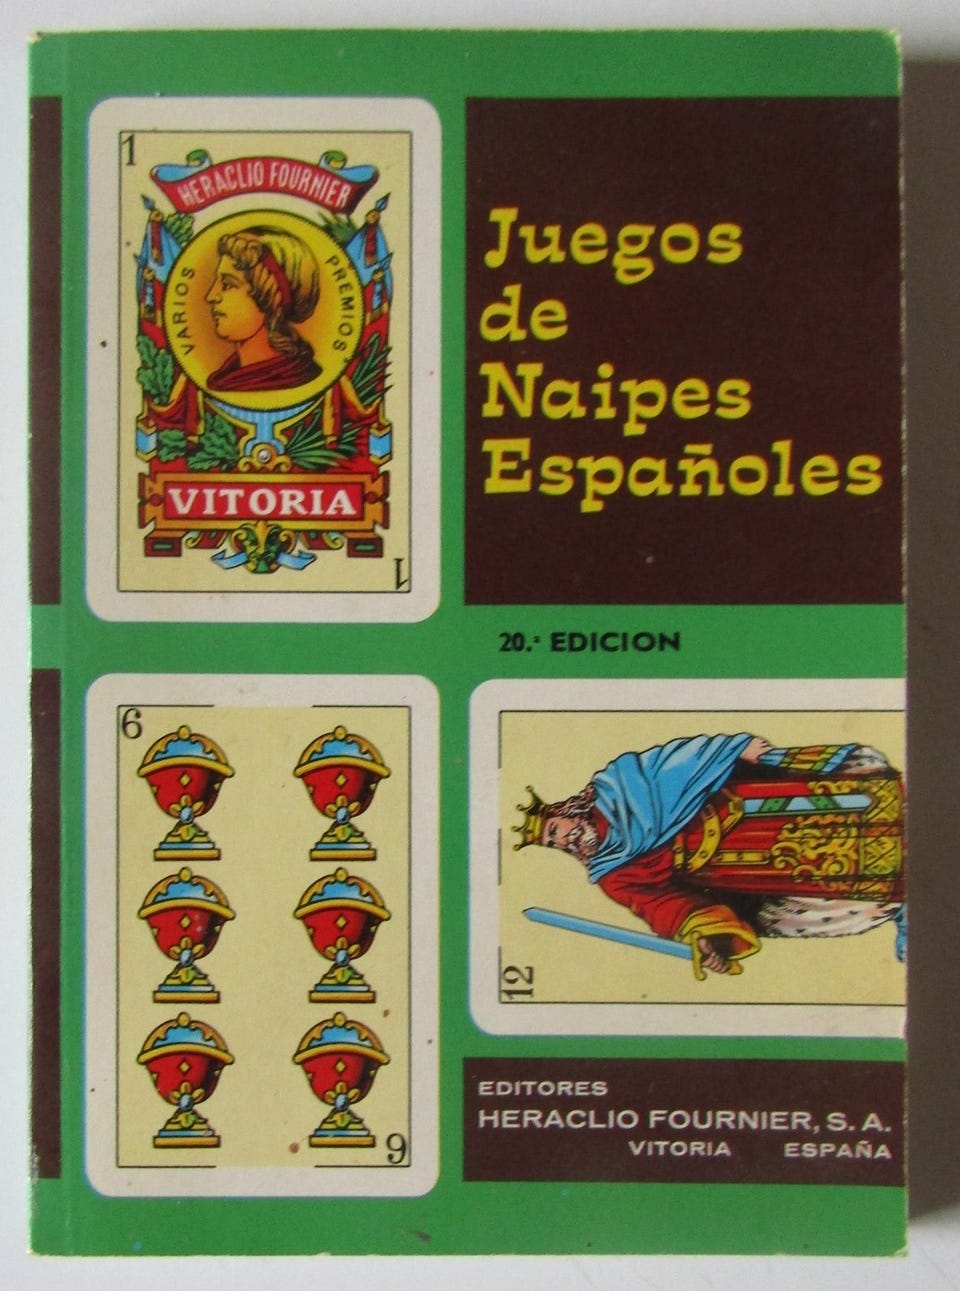 1
HERACLIO FOURNIER
VARIOS PREMIOS
VITORIA
1
Juegos
de
Naipes
Españoles
20.ª EDICION
6
6
12
EDITORES
HERACLIO FOURNIER, S. A.
VITORIA ESPAÑA